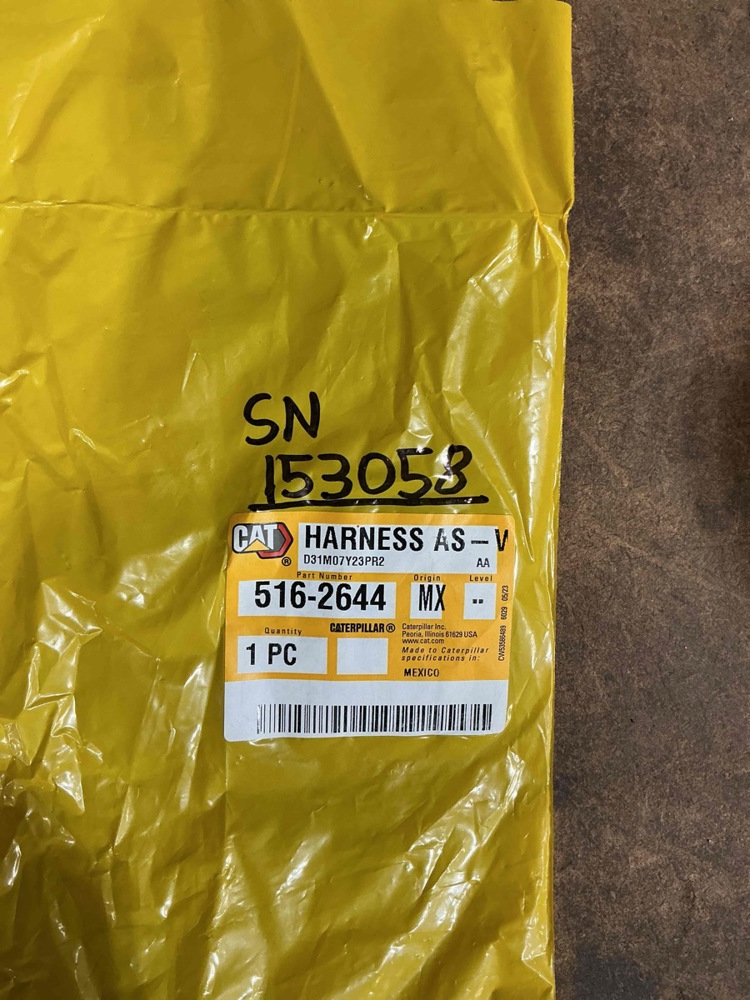 SN
153058
CAT ®
HARNESS AS-V
D31M07Y23PR2 AA
Part Number Origin Level
516-2644 MX --
Quantity
1 PC
CATERPILLAR®
Caterpillar Inc.
Peoria, Illinois 61629 USA
www.cat.com
Made to Caterpillar
specifications in:
MEXICO